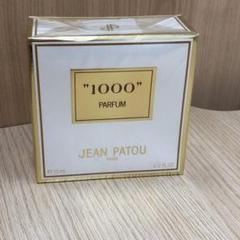 "1000"
PARFUM
JEAN PATOU
PARIS